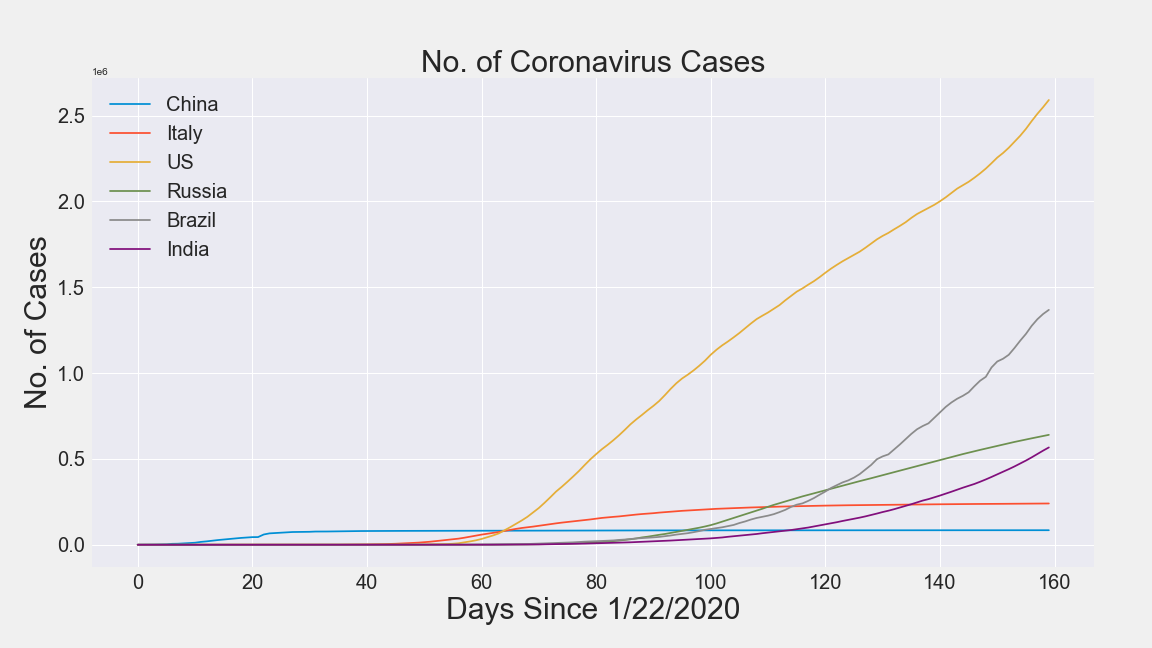 No. of Coronavirus Cases
1e6
China
Italy
US
Russia
Brazil
India
2.5
2.0
1.5
1.0
0.5
0.0
No. of Cases
0 20 40 60 80 100 120 140 160
Days Since 1/22/2020